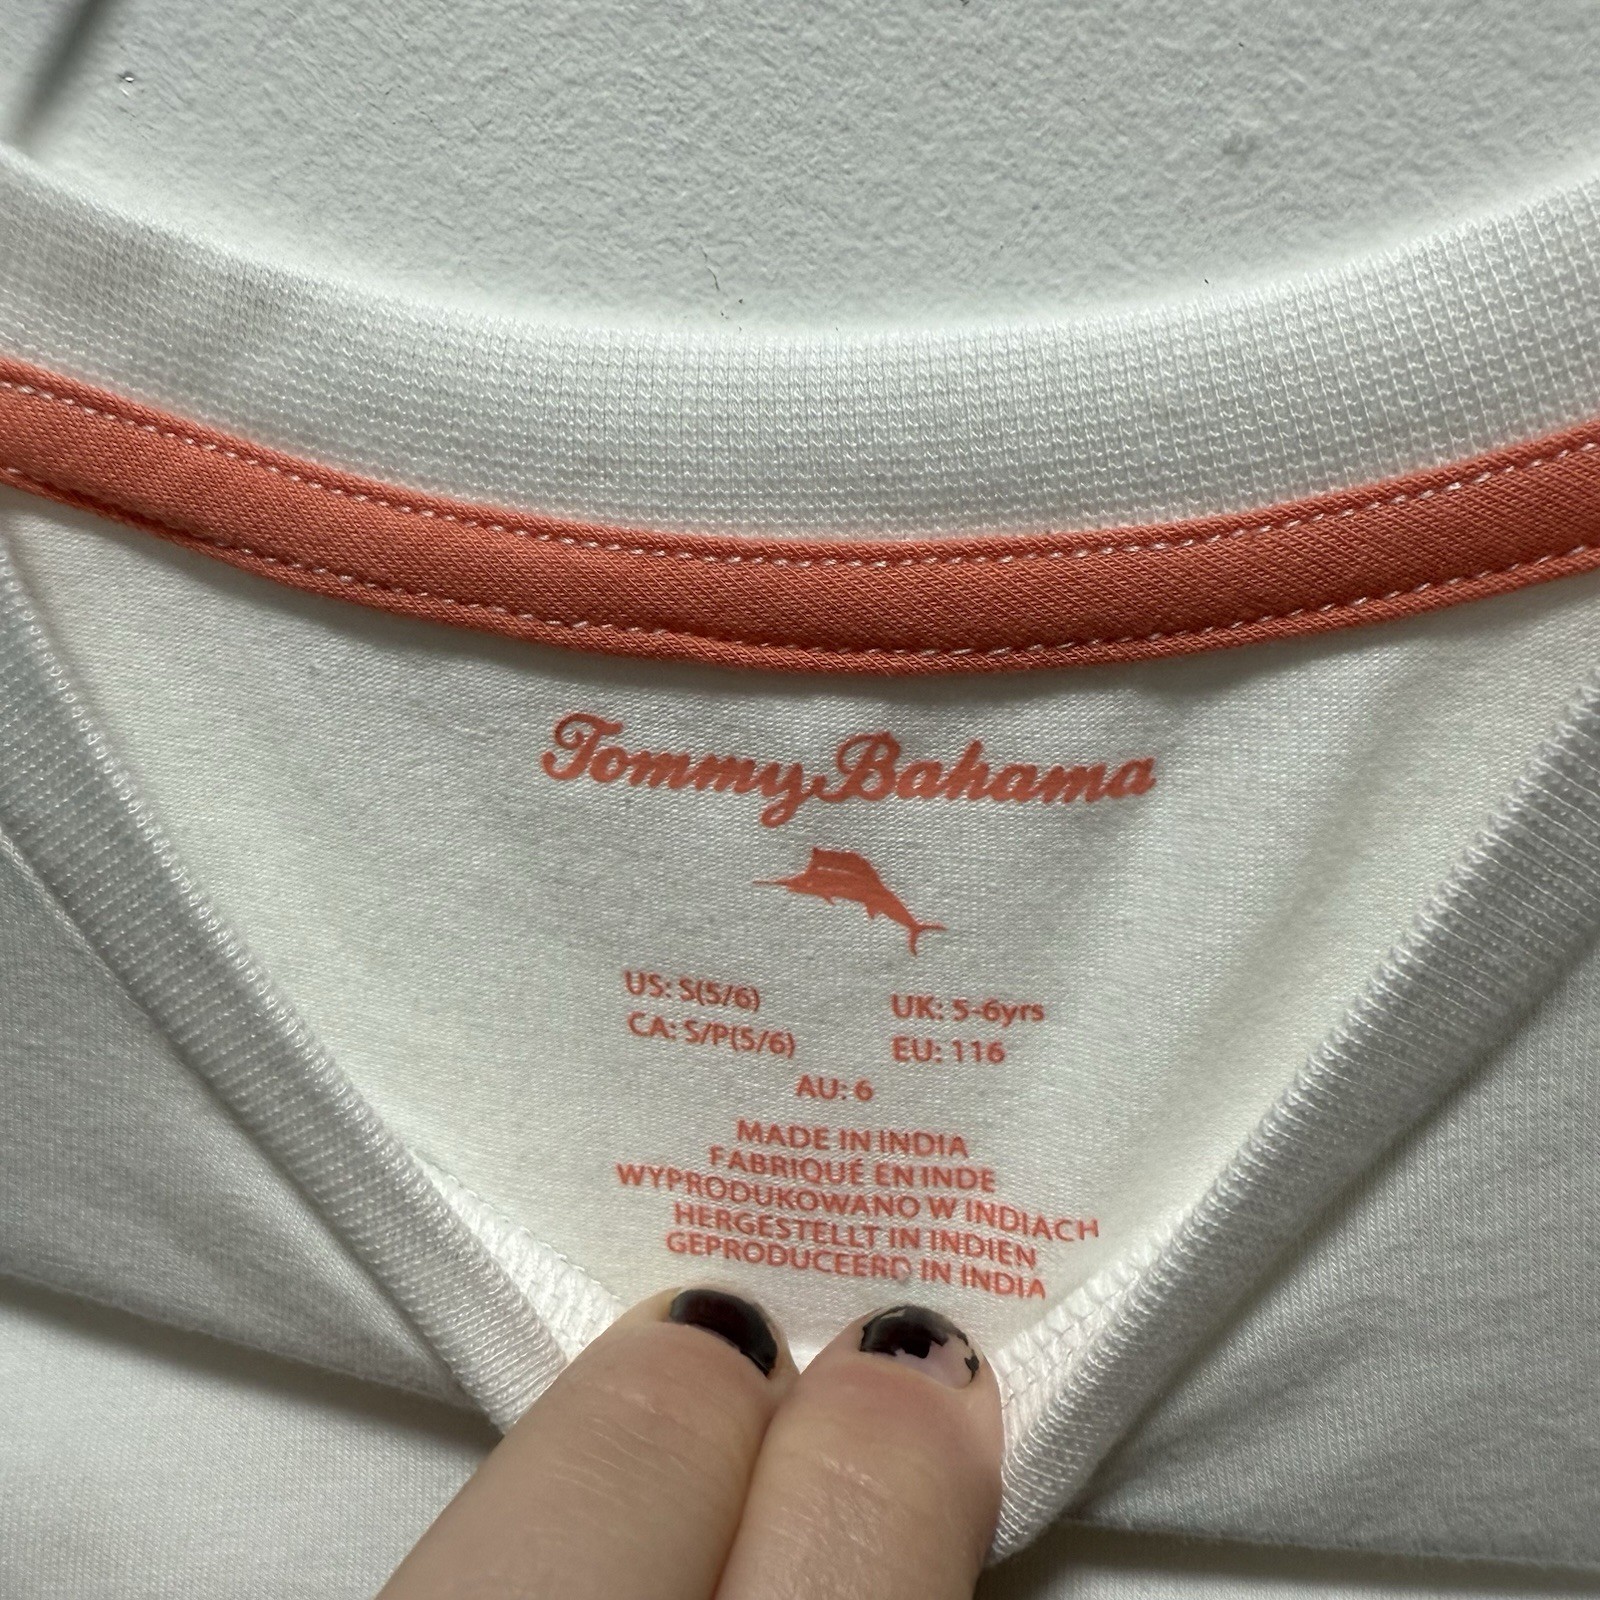 Tommy Bahama
US: S(5/6) UK: 5-6yrs
CA: S/P(5/6) EU: 116
AU: 6
MADE IN INDIA
FABRIQUÉ EN INDE
WYPRODUKOWANO W INDIACH
HERGESTELLT IN INDIEN
GEPRODUCEERD IN INDIA